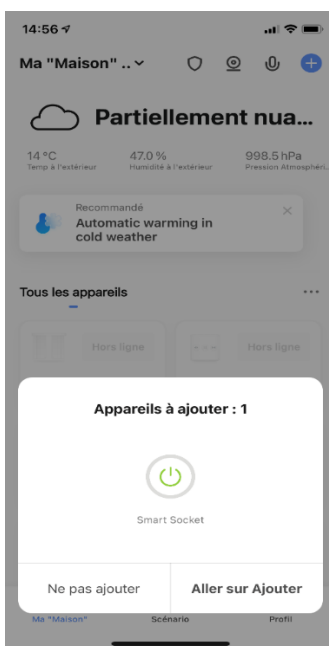 14:56
Ma "Maison" ..
Partiellement nua...
14 °C 47.0 % 998.5 hPa
Temp à l'extérieur Humidité à l'extérieur Pression Atmosphéri...
Recommandé
Automatic warming in
cold weather
Tous les appareils
Hors ligne Hors ligne
Appareils à ajouter : 1
Smart Socket
Ne pas ajouter Aller sur Ajouter
Ma "Maison" Scénario Profil